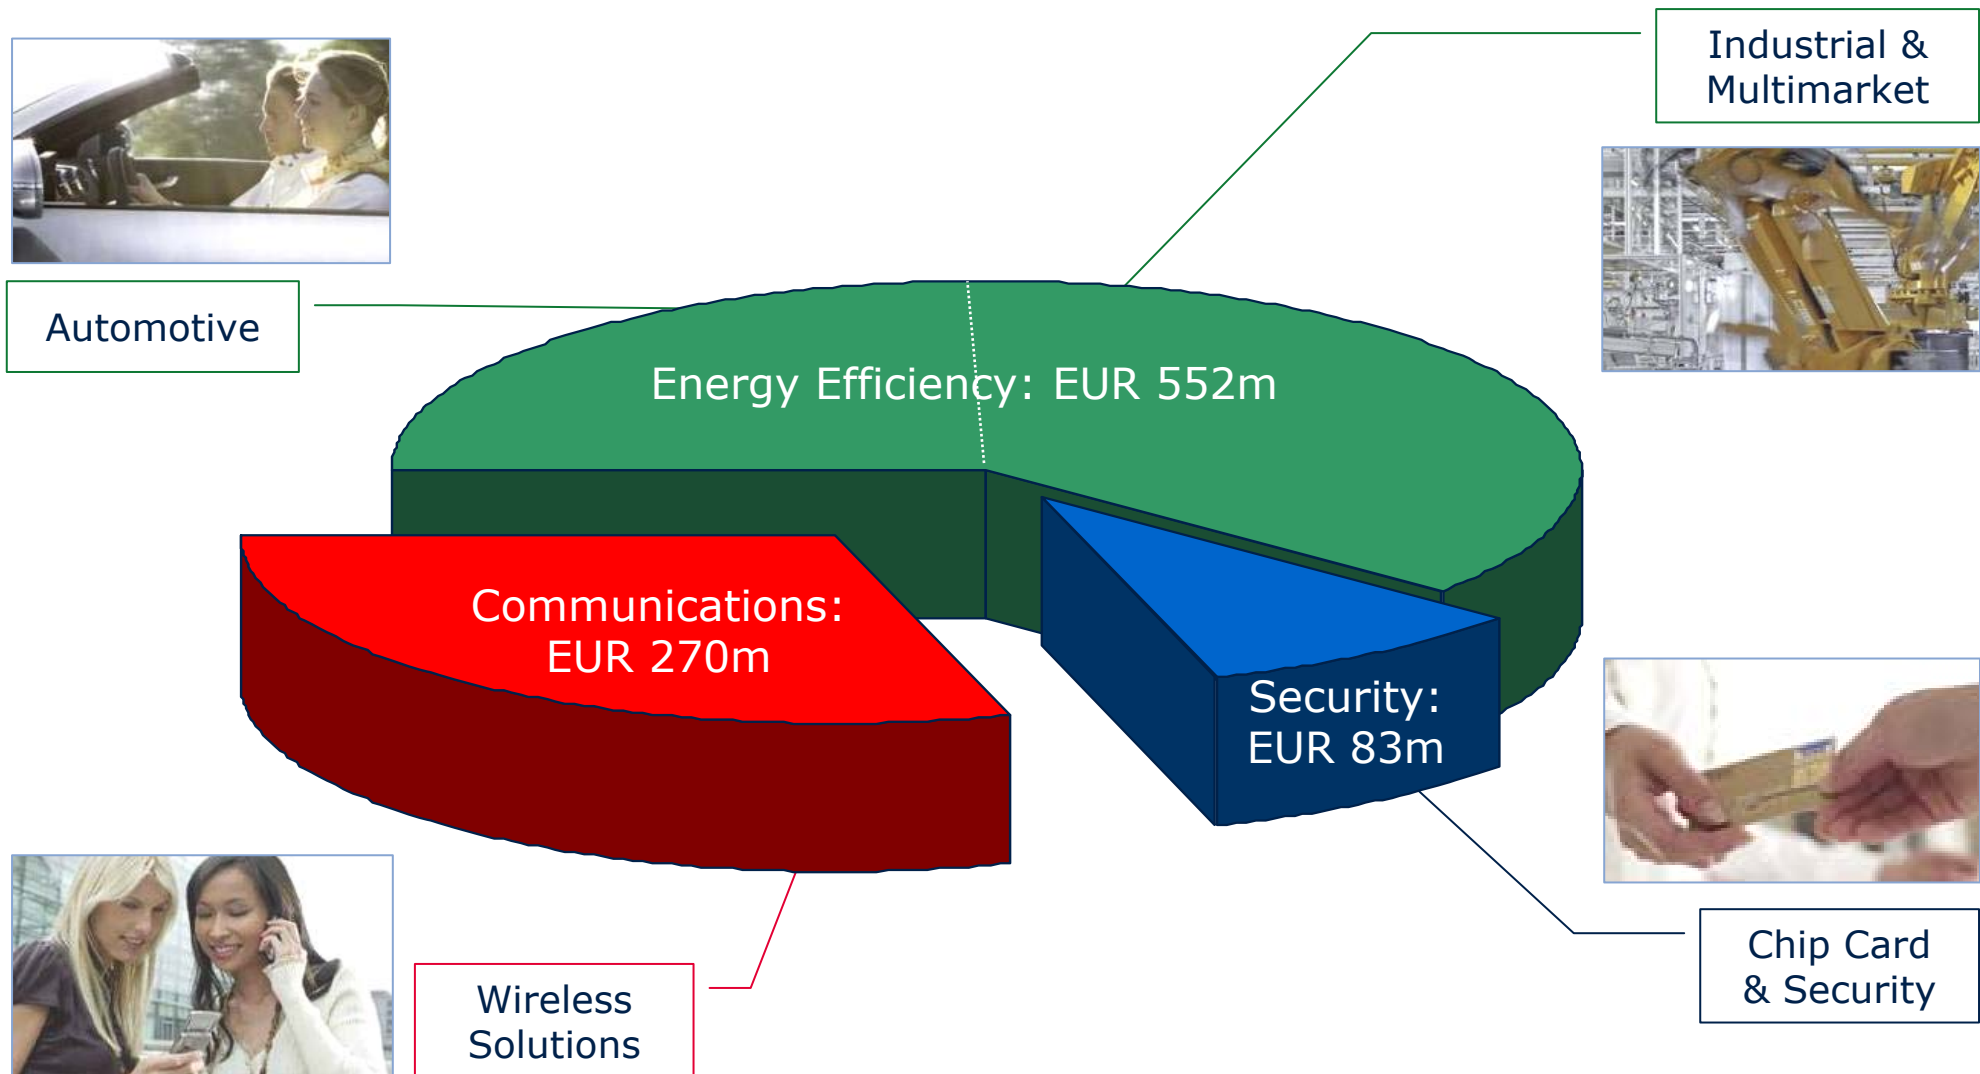 Industrial &
Multimarket
Automotive
Energy Efficiency: EUR 552m
Communications:
EUR 270m
Security:
EUR 83m
Chip Card
& Security
Wireless
Solutions